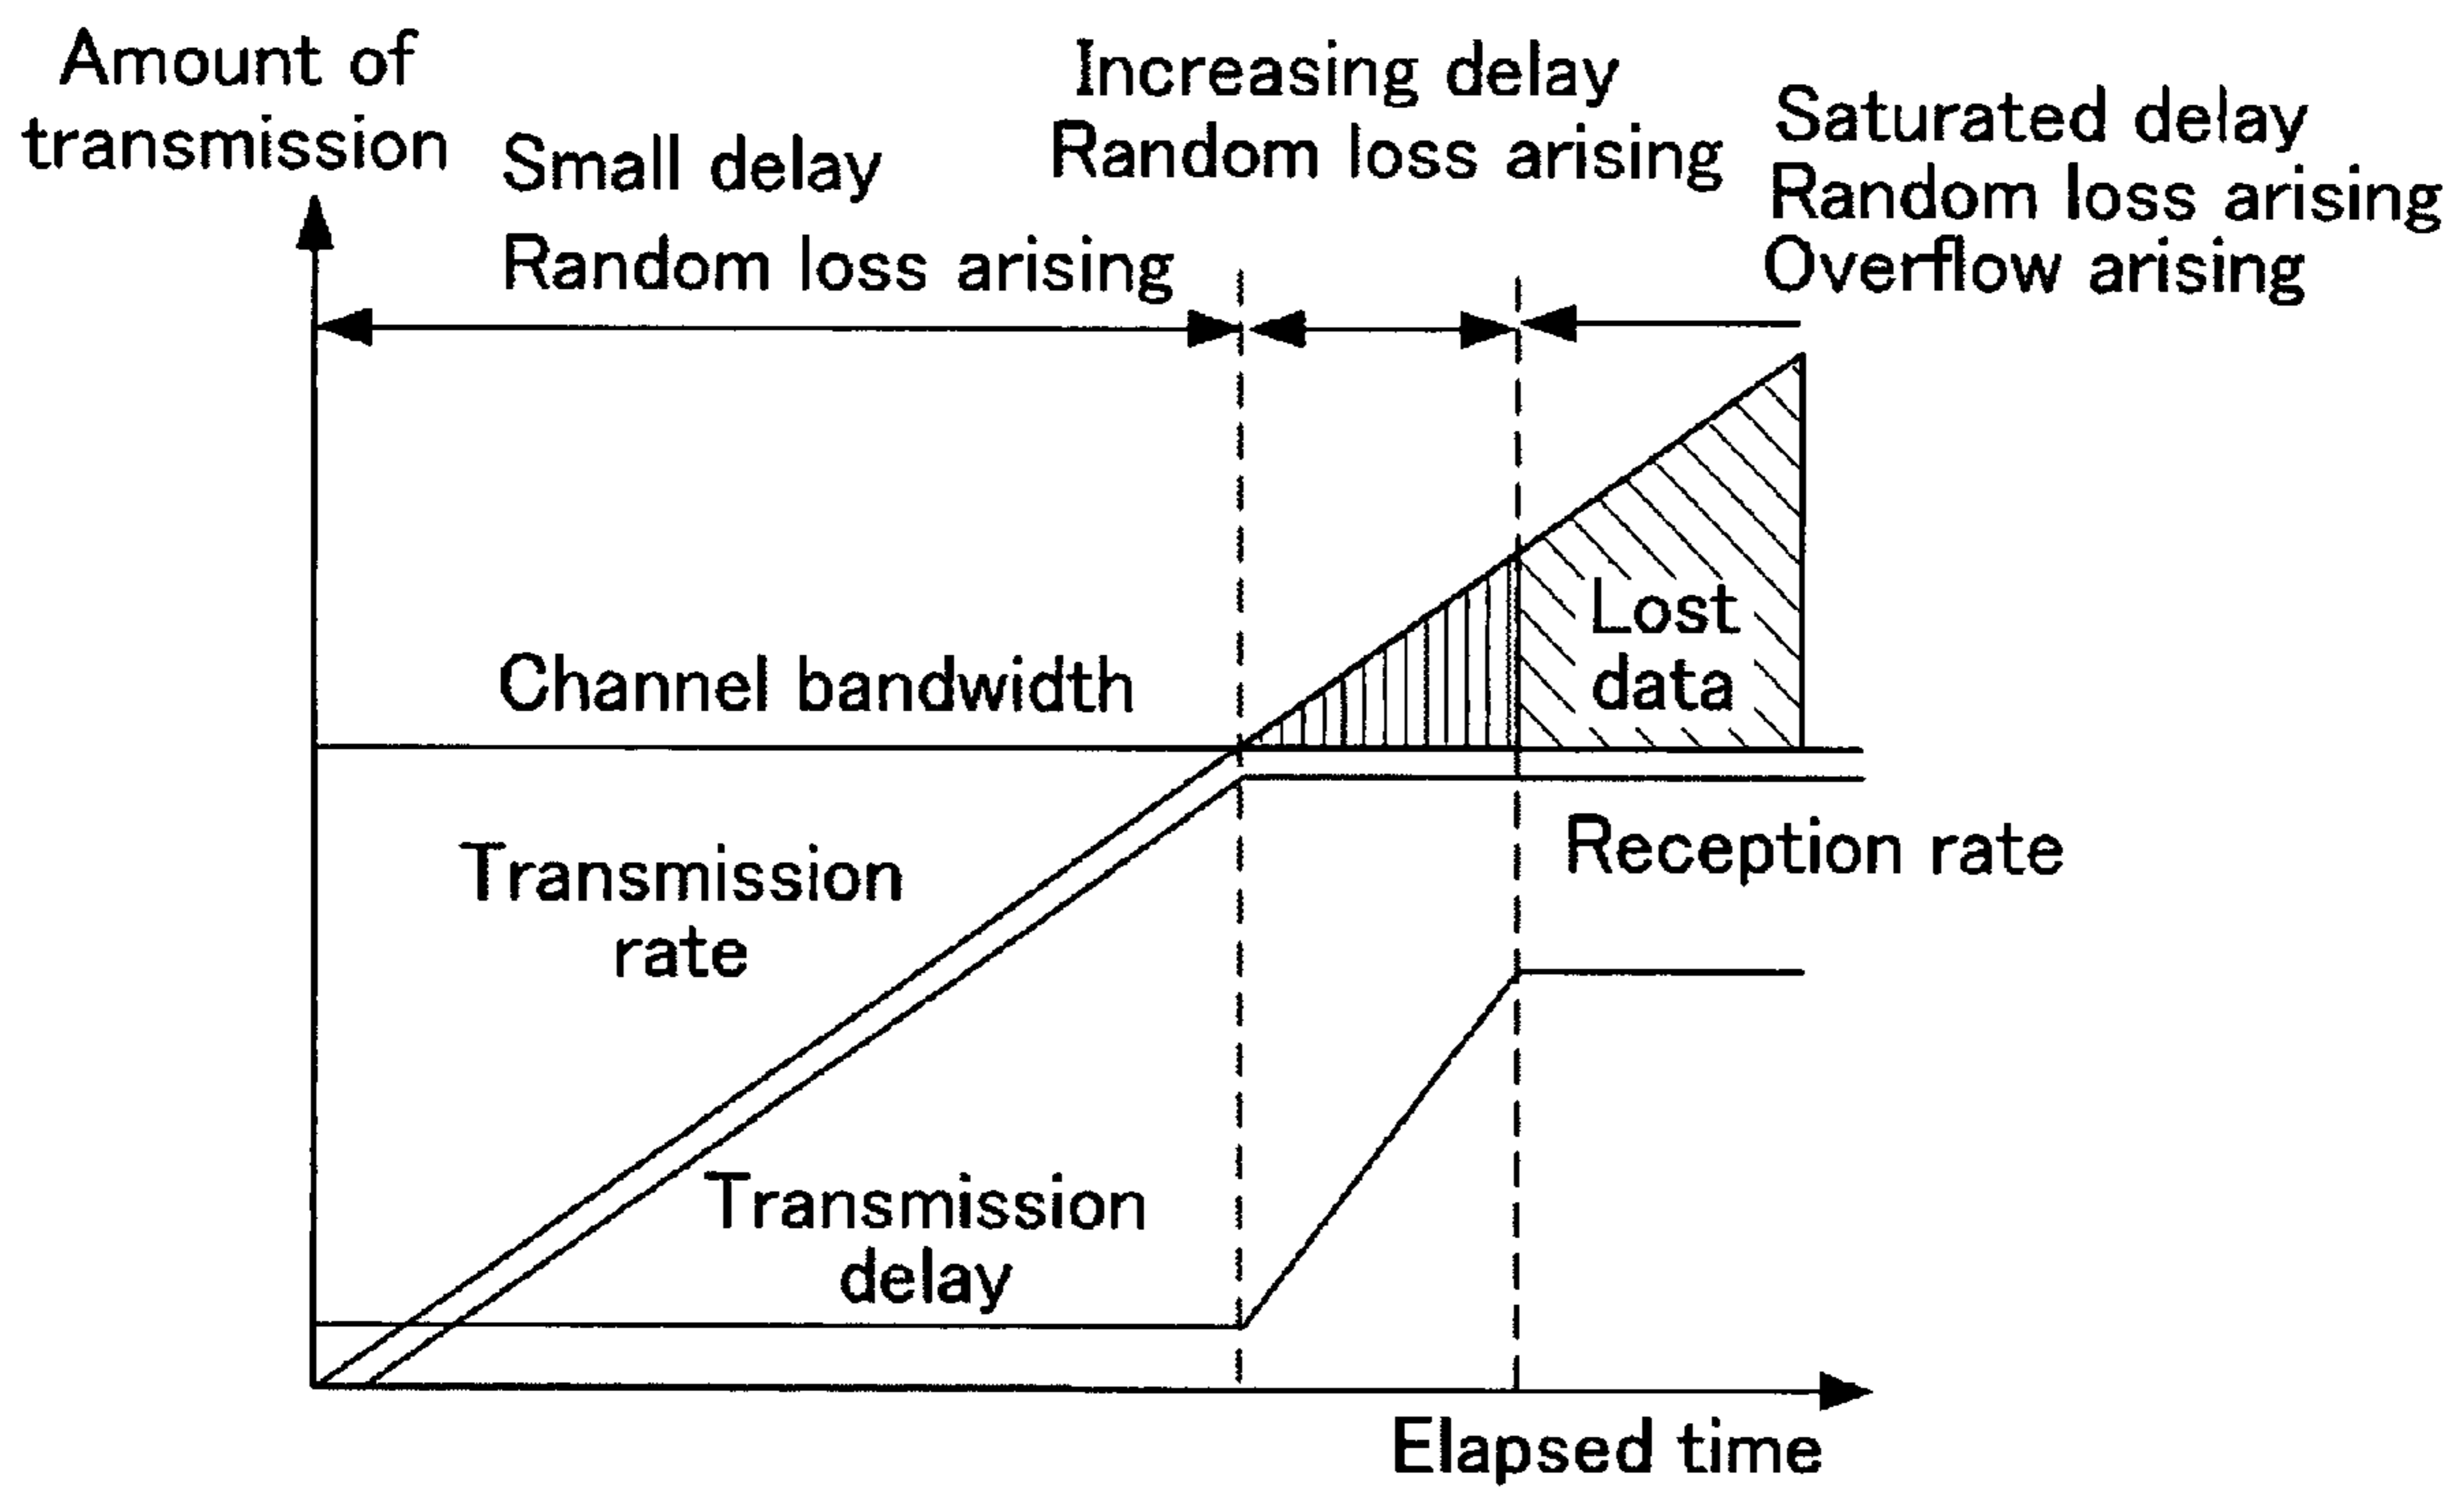 Amount of
transmission
Small delay
Random loss arising
Increasing delay
Random loss arising
Saturated delay
Random loss arising
Overflow arising
Lost
data
Channel bandwidth
Transmission
rate
Reception rate
Transmission
delay
Elapsed time